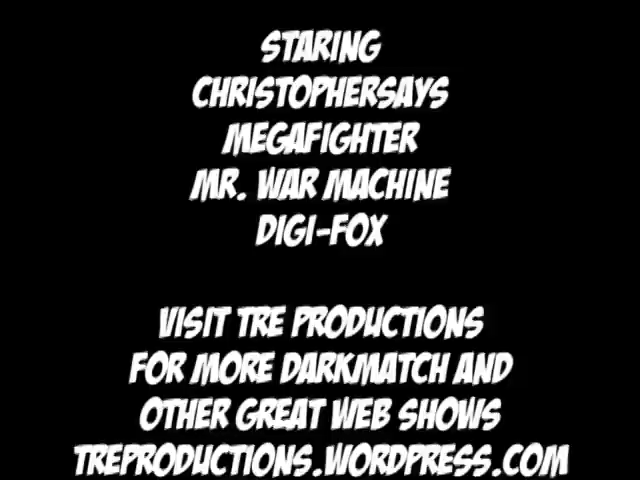 STARING
CHRISTOPHERSAYS
MEGAFIGHTER
MR. WAR MACHINE
DIGI-FOX
VISIT TRE PRODUCTIONS
FOR MORE DARKMATCH AND
OTHER GREAT WEB SHOWS
TREPRODUCTIONS.WORDPRESS.COM